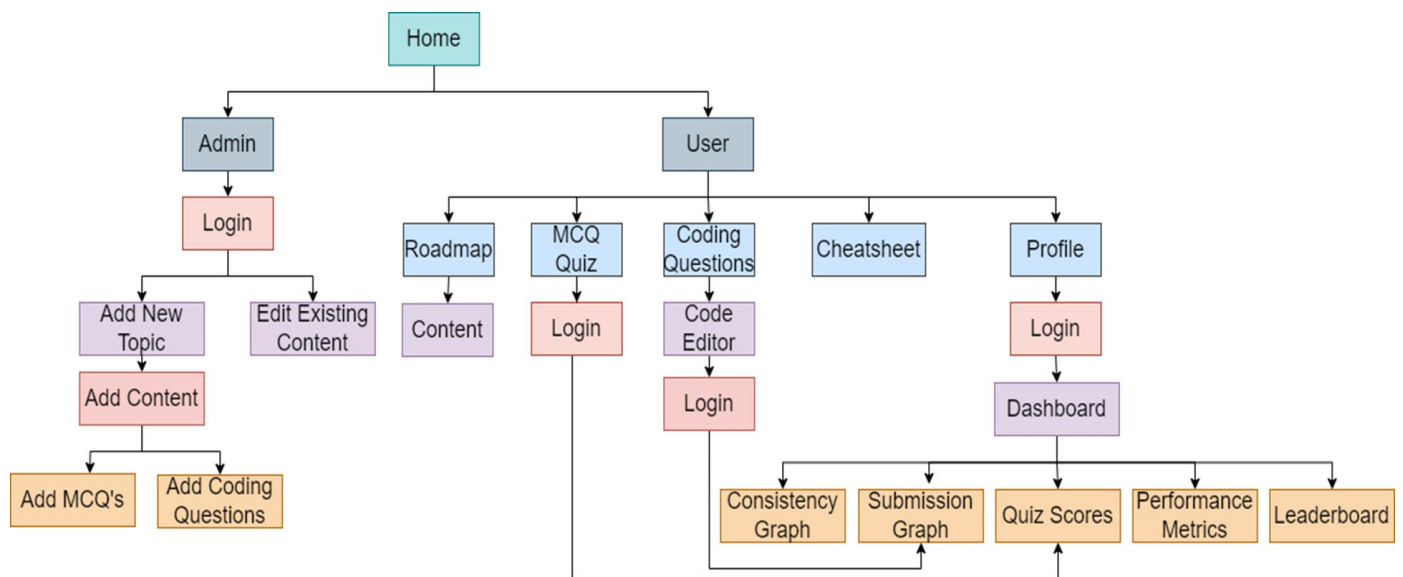 Home
Admin
User
Login
Roadmap
MCQ
Quiz
Coding
Questions
Cheatsheet
Profile
Add New
Topic
Edit Existing
Content
Content
Login
Code
Editor
Login
Add Content
Login
Dashboard
Add MCQ's
Add Coding
Questions
Consistency
Graph
Submission
Graph
Quiz Scores
Performance
Metrics
Leaderboard